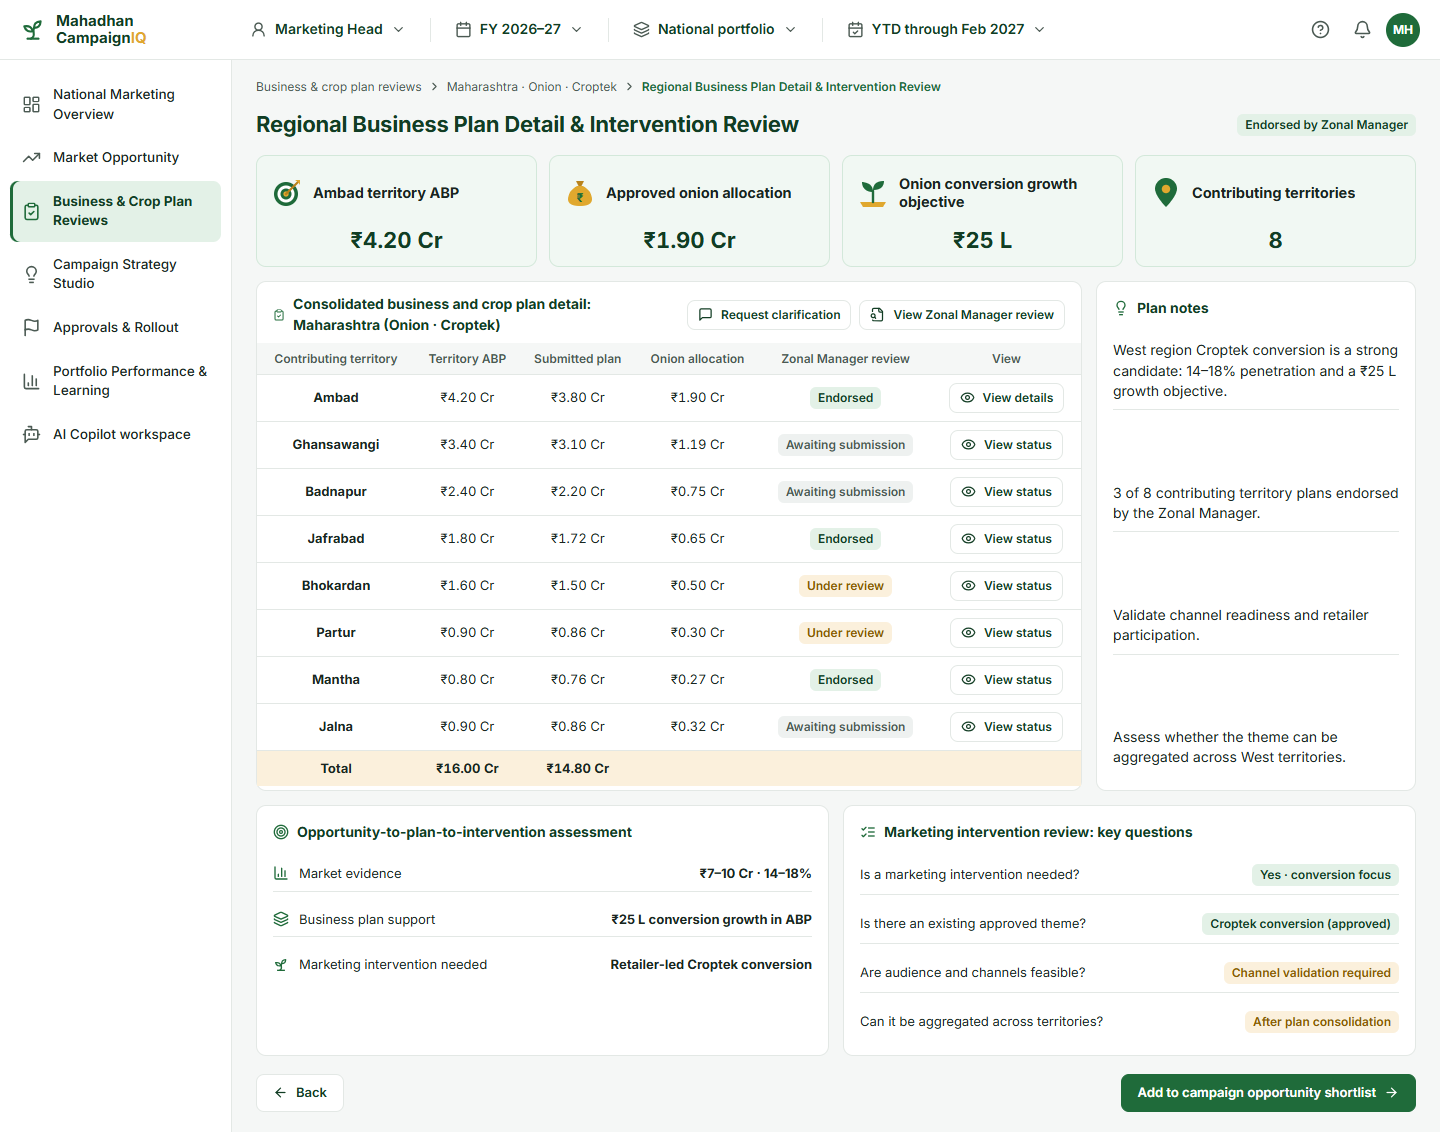 Mahadhan
CampaignIQ
Marketing Head
FY 2026–27
National portfolio
YTD through Feb 2027
MH
National Marketing
Overview
Market Opportunity
Business & Crop Plan
Reviews
Campaign Strategy
Studio
Approvals & Rollout
Portfolio Performance &
Learning
AI Copilot workspace
Business & crop plan reviews > Maharashtra · Onion · Croptek > Regional Business Plan Detail & Intervention Review
Regional Business Plan Detail & Intervention Review
Endorsed by Zonal Manager
Ambad territory ABP
₹4.20 Cr
Approved onion allocation
₹1.90 Cr
Onion conversion growth
objective
₹25 L
Contributing territories
8
Consolidated business and crop plan detail:
Maharashtra (Onion · Croptek)
Request clarification
View Zonal Manager review
Contributing territory Territory ABP Submitted plan Onion allocation Zonal Manager review View
Ambad ₹4.20 Cr ₹3.80 Cr ₹1.90 Cr Endorsed View details
Ghansawangi ₹3.40 Cr ₹3.10 Cr ₹1.19 Cr Awaiting submission View status
Badnapur ₹2.40 Cr ₹2.20 Cr ₹0.75 Cr Awaiting submission View status
Jafrabad ₹1.80 Cr ₹1.72 Cr ₹0.65 Cr Endorsed View status
Bhokardan ₹1.60 Cr ₹1.50 Cr ₹0.50 Cr Under review View status
Partur ₹0.90 Cr ₹0.86 Cr ₹0.30 Cr Under review View status
Mantha ₹0.80 Cr ₹0.76 Cr ₹0.27 Cr Endorsed View status
Jalna ₹0.90 Cr ₹0.86 Cr ₹0.32 Cr Awaiting submission View status
Total ₹16.00 Cr ₹14.80 Cr
Plan notes
West region Croptek conversion is a strong
candidate: 14–18% penetration and a ₹25 L
growth objective.
3 of 8 contributing territory plans endorsed
by the Zonal Manager.
Validate channel readiness and retailer
participation.
Assess whether the theme can be
aggregated across West territories.
Opportunity-to-plan-to-intervention assessment
Market evidence ₹7–10 Cr · 14–18%
Business plan support ₹25 L conversion growth in ABP
Marketing intervention needed Retailer-led Croptek conversion
Marketing intervention review: key questions
Is a marketing intervention needed? Yes · conversion focus
Is there an existing approved theme? Croptek conversion (approved)
Are audience and channels feasible? Channel validation required
Can it be aggregated across territories? After plan consolidation
Back
Add to campaign opportunity shortlist